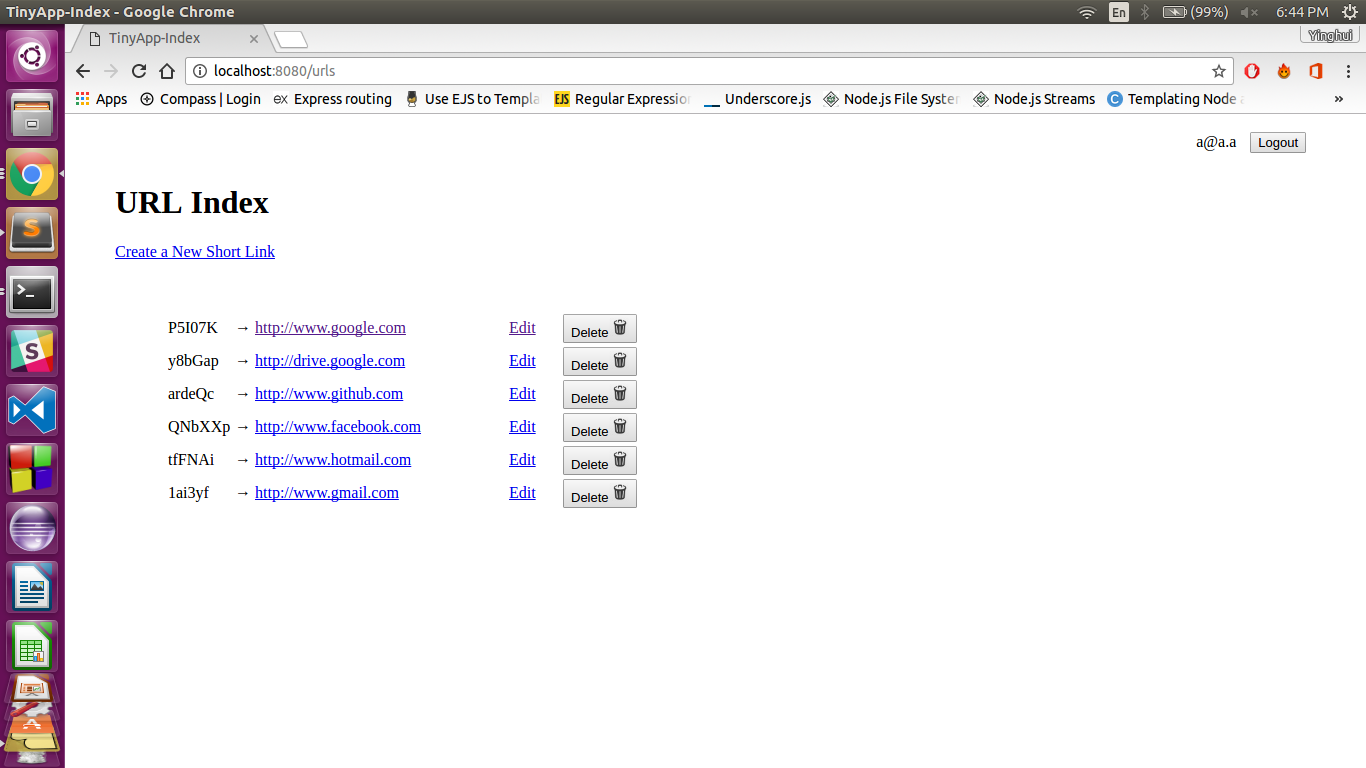 TinyApp-Index - Google Chrome
En
(99%)
6:44 PM
TinyApp-Index
Yinghui
localhost:8080/urls
Apps
Compass | Login
ex Express routing
Use EJS to Templa
EJS Regular Expression
Underscore.js
Node.js File Syste
Node.js Streams
C Templating Node
»
a@a.a Logout
URL Index
Create a New Short Link
P5I07K → http://www.google.com Edit Delete
y8bGap → http://drive.google.com Edit Delete
ardeQc → http://www.github.com Edit Delete
QNbXXp → http://www.facebook.com Edit Delete
tfFNAi → http://www.hotmail.com Edit Delete
1ai3yf → http://www.gmail.com Edit Delete